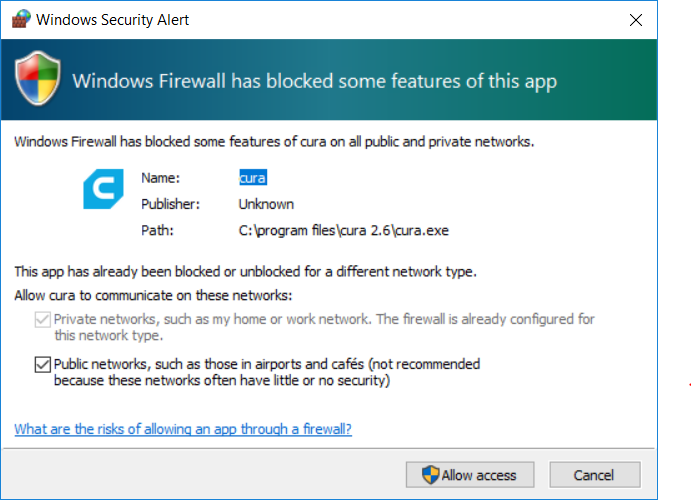 Windows Security Alert
Windows Firewall has blocked some features of this app
Windows Firewall has blocked some features of cura on all public and private networks.
Name: cura
Publisher: Unknown
Path: C:\program files\cura 2.6\cura.exe
This app has already been blocked or unblocked for a different network type.
Allow cura to communicate on these networks:
Private networks, such as my home or work network. The firewall is already configured for
this network type.
Public networks, such as those in airports and cafés (not recommended
because these networks often have little or no security)
What are the risks of allowing an app through a firewall?
Allow access Cancel